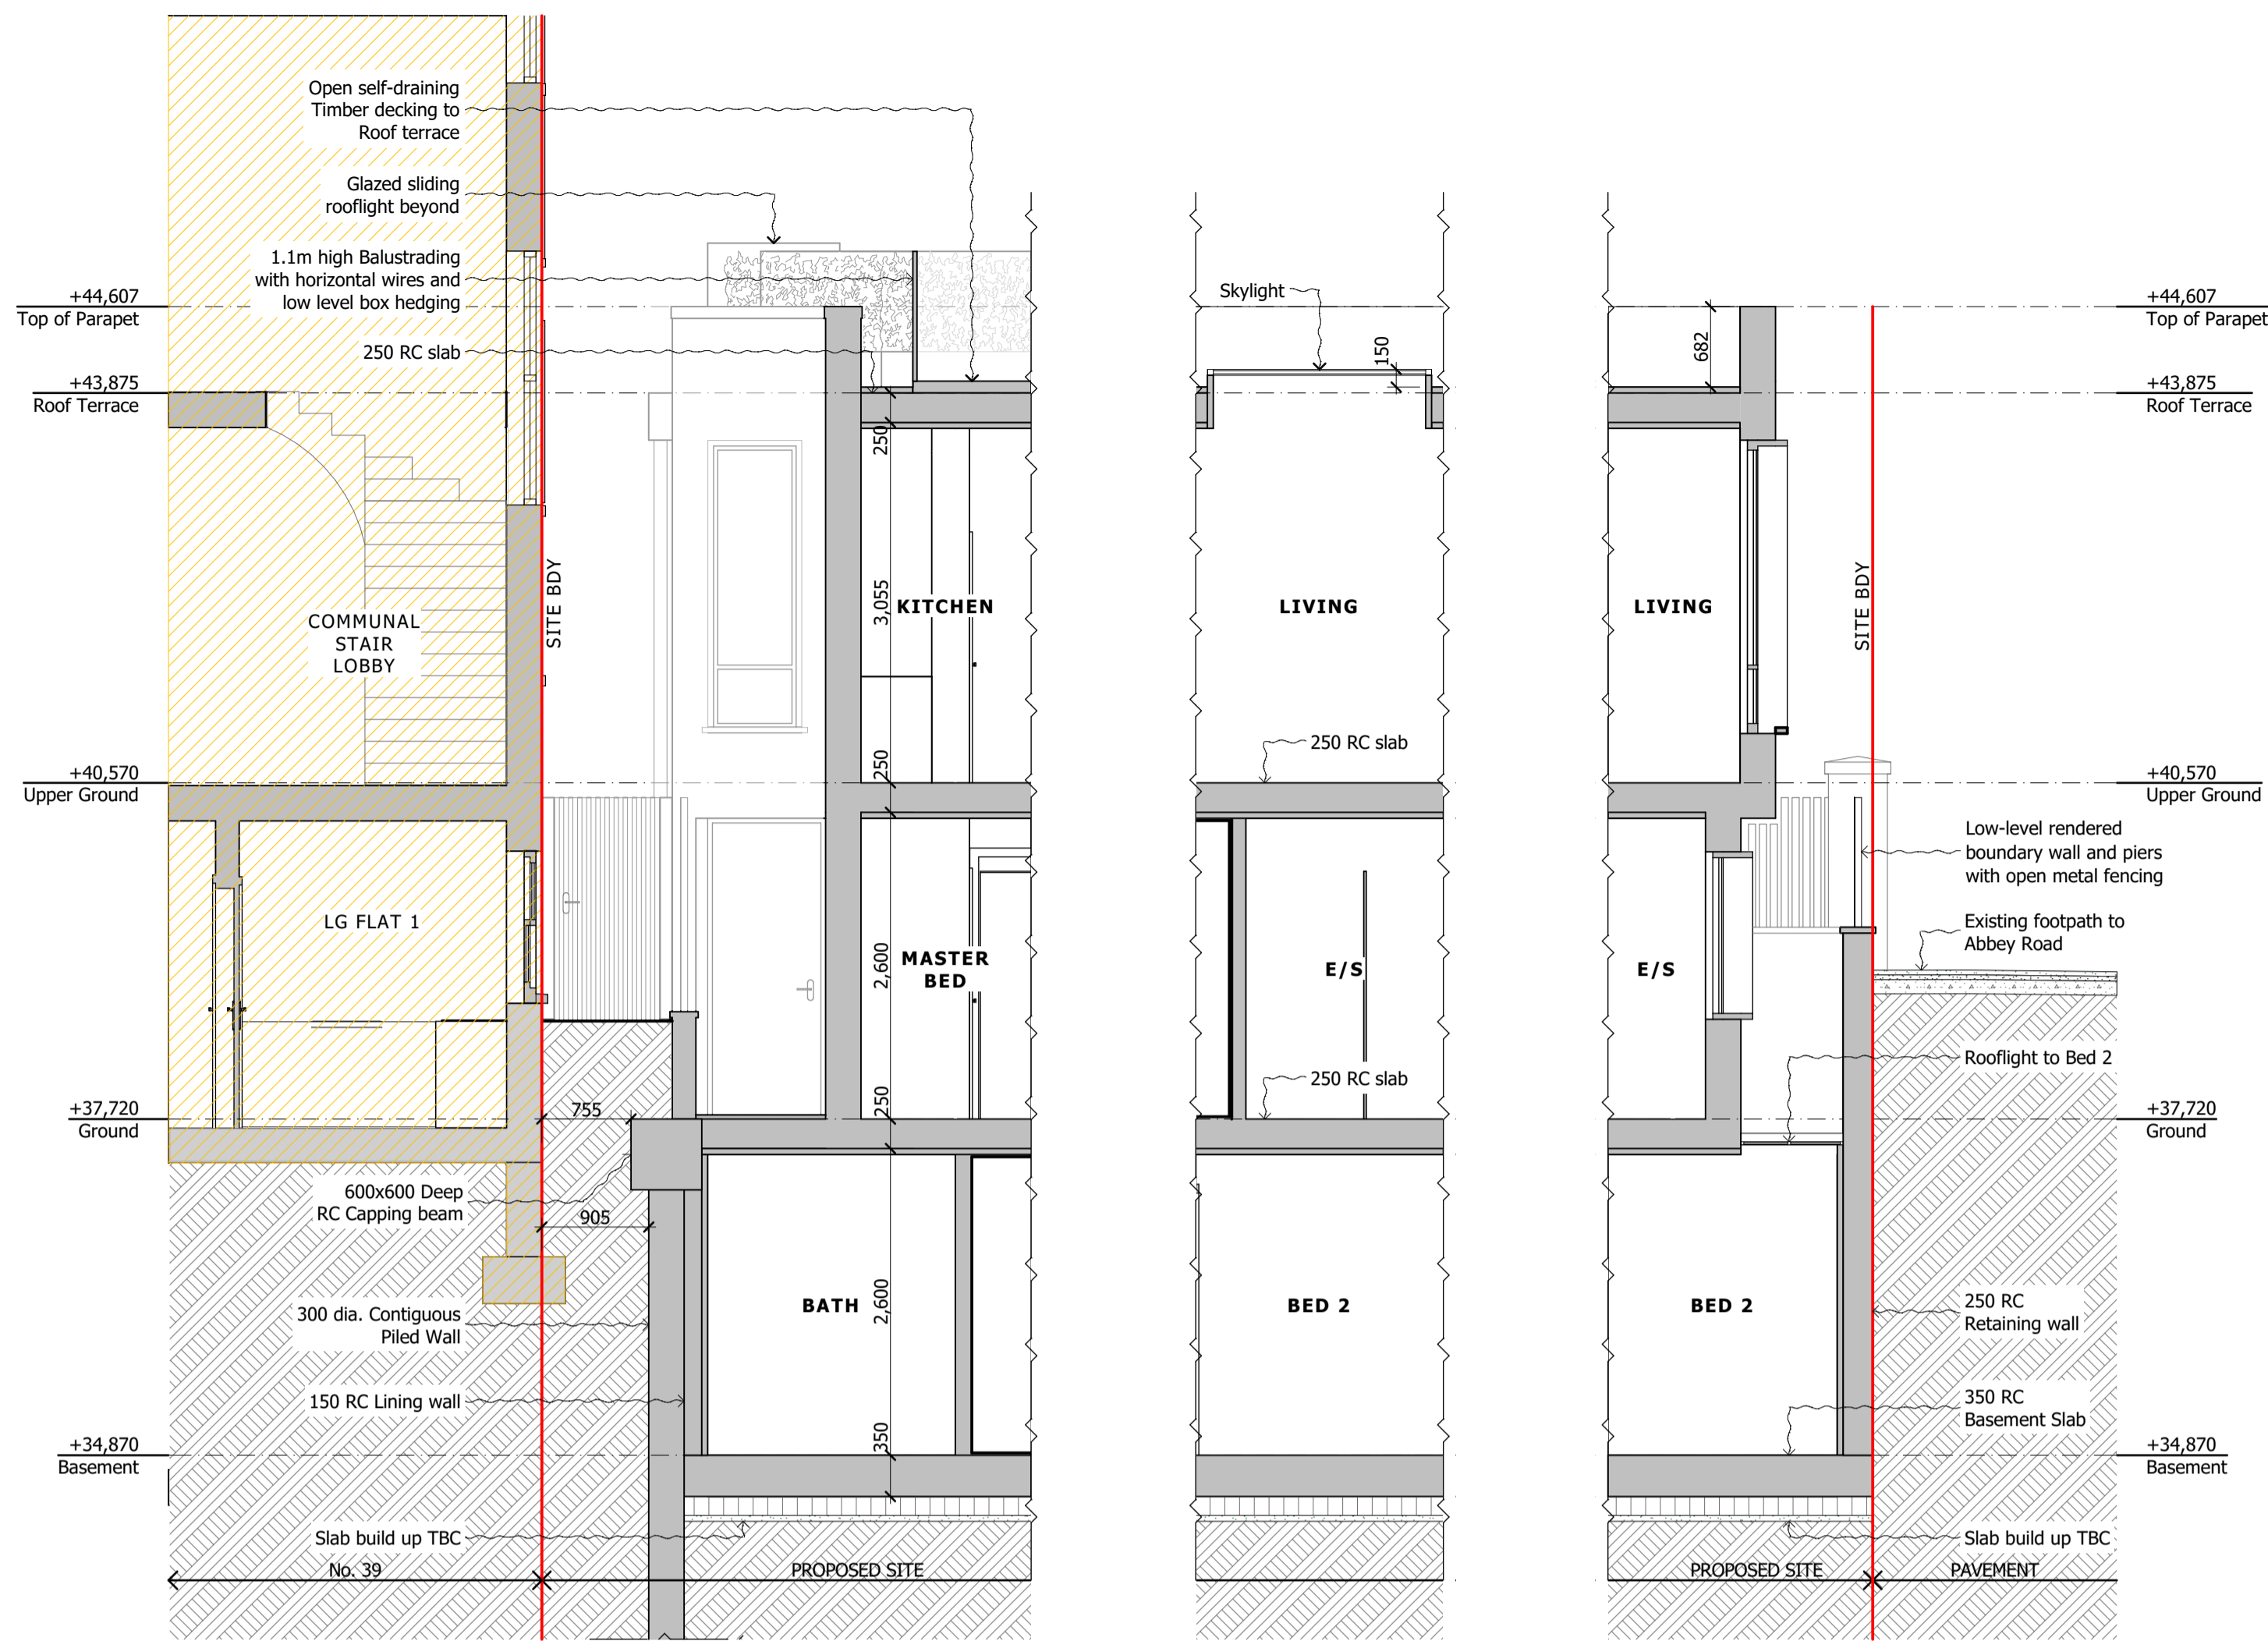 Open self-draining
Timber decking to
Roof terrace
Glazed sliding
rooflight beyond
1.1m high Balustrading
with horizontal wires and
low level box hedging
250 RC slab
+44,607
Top of Parapet
+43,875
Roof Terrace
+40,570
Upper Ground
+37,720
Ground
+34,870
Basement
COMMUNAL
STAIR
LOBBY
LG FLAT 1
SITE BDY
755
905
600x600 Deep
RC Capping beam
300 dia. Contiguous
Piled Wall
150 RC Lining wall
Slab build up TBC
No. 39
PROPOSED SITE
250
3,055
KITCHEN
250
2,600
MASTER
BED
250
BATH
2,600
350
Skylight
150
LIVING
250 RC slab
E/S
250 RC slab
BED 2
682
LIVING
SITE BDY
E/S
BED 2
PROPOSED SITE
PAVEMENT
+44,607
Top of Parapet
+43,875
Roof Terrace
+40,570
Upper Ground
Low-level rendered
boundary wall and piers
with open metal fencing
Existing footpath to
Abbey Road
Rooflight to Bed 2
+37,720
Ground
250 RC
Retaining wall
350 RC
Basement Slab
+34,870
Basement
Slab build up TBC